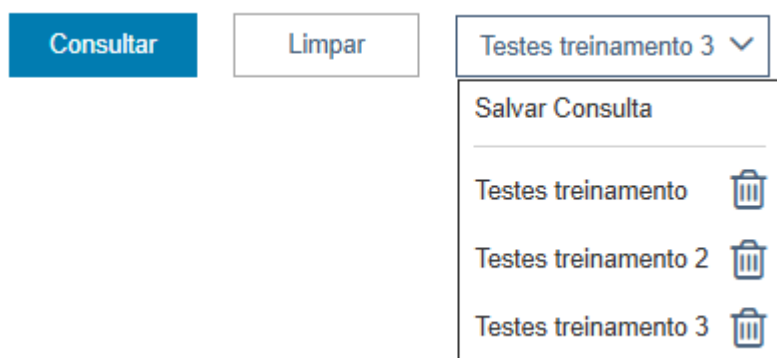 Consultar
Limpar
Testes treinamento 3
Salvar Consulta
Testes treinamento
Testes treinamento 2
Testes treinamento 3